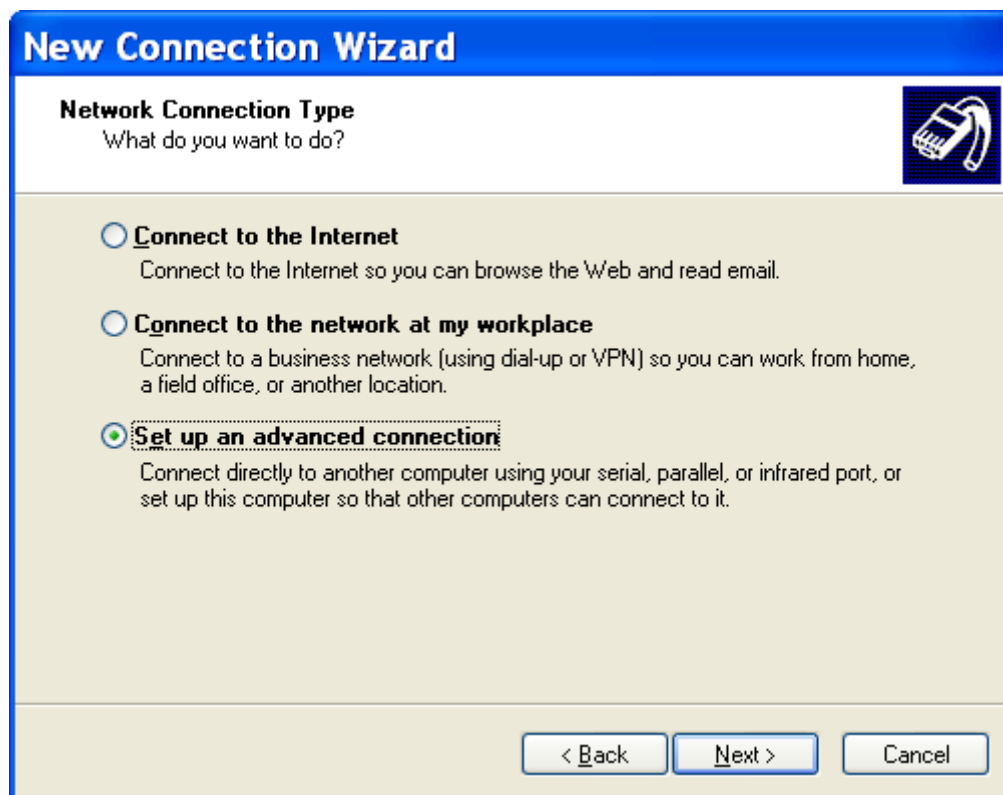 New Connection Wizard
Network Connection Type
What do you want to do?
Connect to the Internet
Connect to the Internet so you can browse the Web and read email.
Connect to the network at my workplace
Connect to a business network (using dial-up or VPN) so you can work from home,
a field office, or another location.
Set up an advanced connection
Connect directly to another computer using your serial, parallel, or infrared port, or
set up this computer so that other computers can connect to it.
< Back
Next >
Cancel